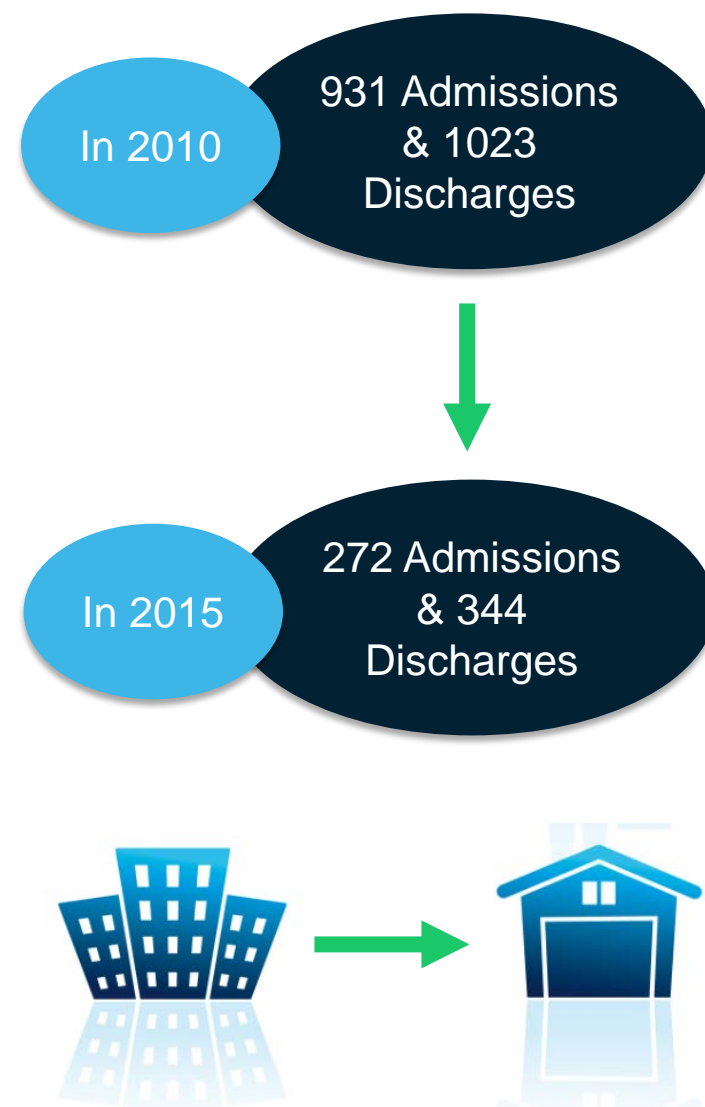 In 2010
931 Admissions
& 1023
Discharges
In 2015
272 Admissions
& 344
Discharges